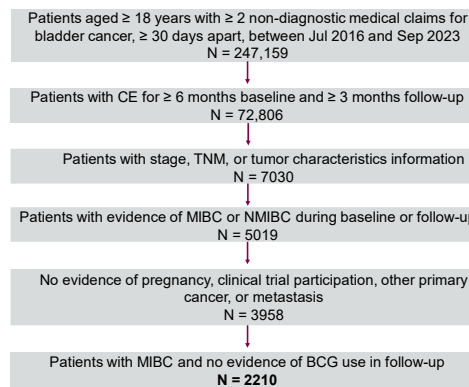 Patients aged ≥ 18 years with ≥ 2 non-diagnostic medical claims for
bladder cancer, ≥ 30 days apart, between Jul 2016 and Sep 2023
N = 247,159
Patients with CE for ≥ 6 months baseline and ≥ 3 months follow-up
N = 72,806
Patients with stage, TNM, or tumor characteristics information
N = 7030
Patients with evidence of MIBC or NMIBC during baseline or follow-up
N = 5019
No evidence of pregnancy, clinical trial participation, other primary
cancer, or metastasis
N = 3958
Patients with MIBC and no evidence of BCG use in follow-up
N = 2210